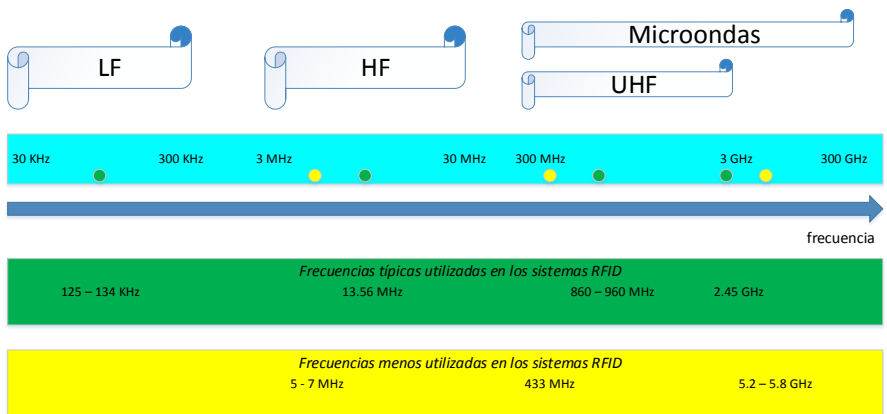 LF
HF
Microondas
UHF
30 KHz 300 KHz 3 MHz 30 MHz 300 MHz 3 GHz 300 GHz
frecuencia
Frecuencias típicas utilizadas en los sistemas RFID
125 – 134 KHz 13.56 MHz 860 – 960 MHz 2.45 GHz
Frecuencias menos utilizadas en los sistemas RFID
5 - 7 MHz 433 MHz 5.2 – 5.8 GHz